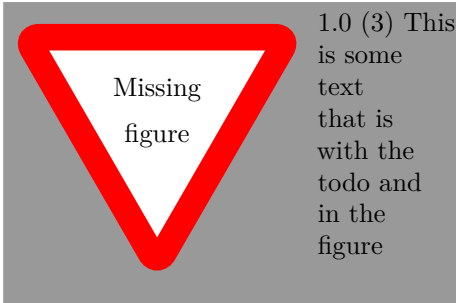 Missing
figure
1.0 (3) This
is some
text
that is
with the
todo and
in the
figure